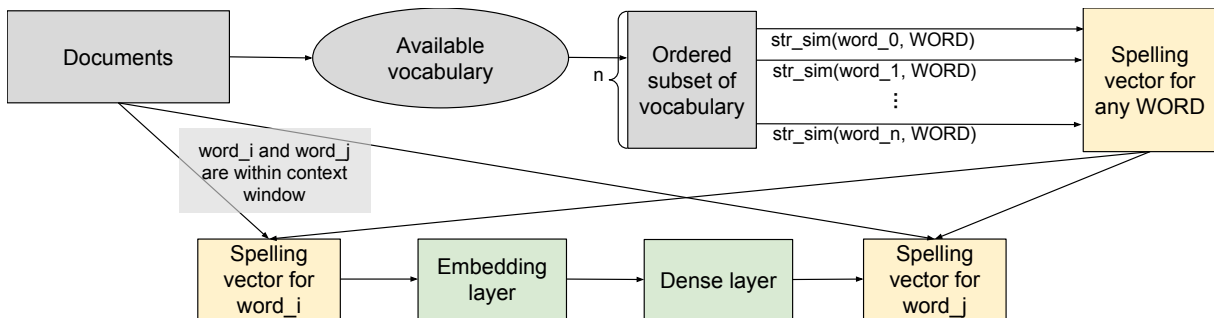 Documents
Available
vocabulary
n
Ordered
subset of
vocabulary
str_sim(word_0, WORD)
str_sim(word_1, WORD)
⋮
str_sim(word_n, WORD)
Spelling
vector for
any WORD
word_i and word_j
are within context
window
Spelling
vector for
word_i
Embedding
layer
Dense layer
Spelling
vector for
word_j